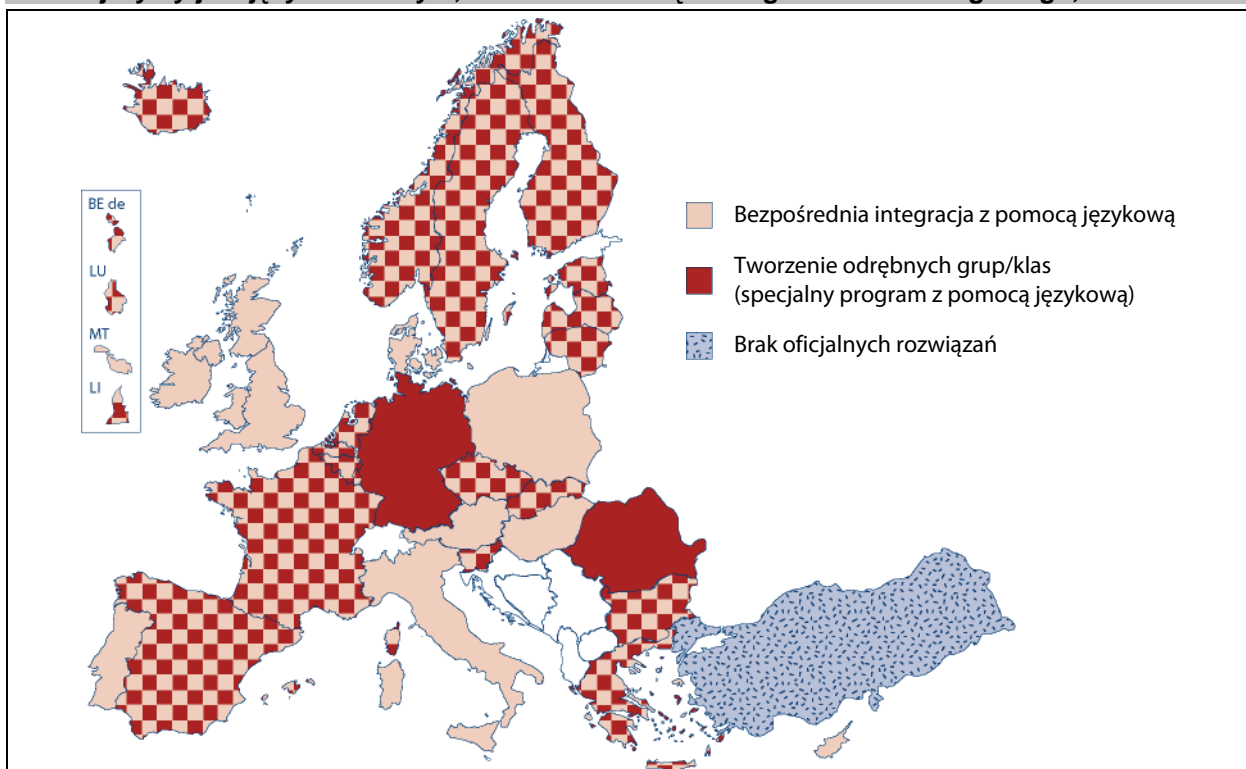 BE de
LU
MT
LI
Bezpośrednia integracja z pomocą językową
Tworzenie odrębnych grup/klas
(specjalny program z pomocą językową)
Brak oficjalnych rozwiązań